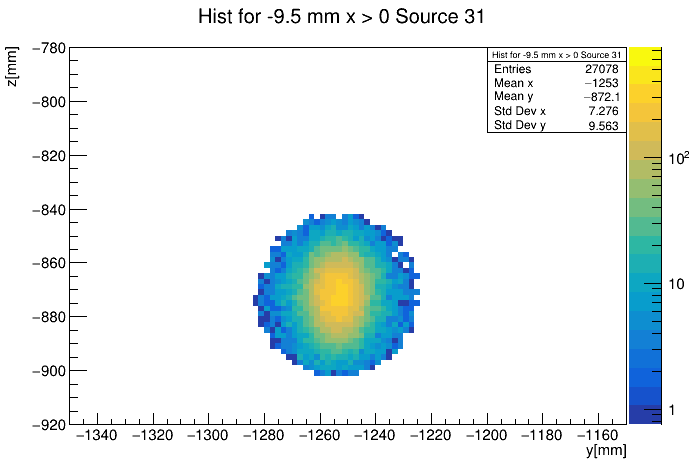 Hist for -9.5 mm x > 0 Source 31
z[mm]
−780
−800
−820
−840
−860
−880
−900
−920
Hist for -9.5 mm x > 0 Source 31
Entries 27078
Mean x −1253
Mean y −872.1
Std Dev x 7.276
Std Dev y 9.563
10²
10
1
−1340 −1320 −1300 −1280 −1260 −1240 −1220 −1200 −1180 −1160
y[mm]